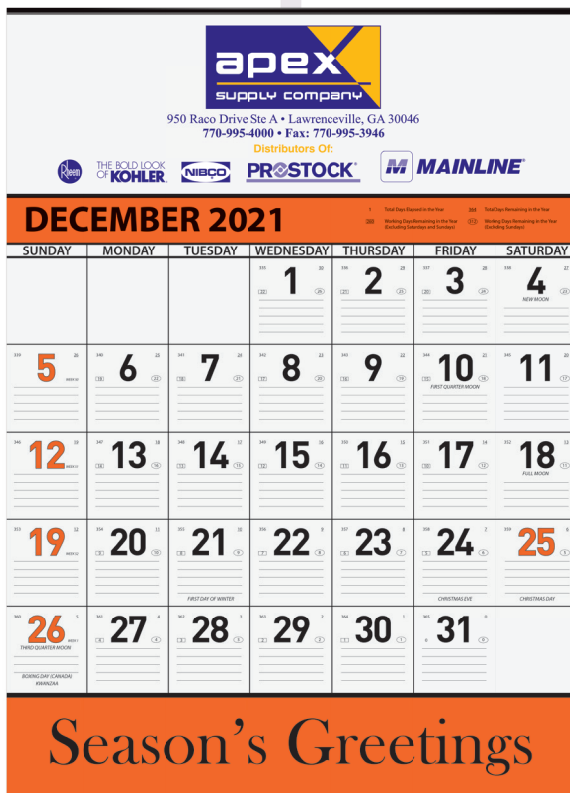 apex
SUPPLY COMPANY
950 Raco Drive Ste A • Lawrenceville, GA 30046
770-995-4000 • Fax: 770-995-3946
Distributors Of:
Rheem THE BOLD LOOK OF KOHLER. NIBCO PROSTOCK M MAINLINE
DECEMBER 2021
Total Days Elapsed in the Year
Total Days Remaining in the Year
Working Days Remaining in the Year
(Excluding Saturdays and Sundays)
Working Days Remaining in the Year
(Excluding Sundays)
SUNDAY MONDAY TUESDAY WEDNESDAY THURSDAY FRIDAY SATURDAY
1 2 3 4
NEW MOON
5 6 7 8 9 10 11
FIRST QUARTER MOON
12 13 14 15 16 17 18
FULL MOON
19 20 21 22 23 24 25
FIRST DAY OF WINTER CHRISTMAS EVE CHRISTMAS DAY
26 27 28 29 30 31
THIRD QUARTER MOON
BOXING DAY (CANADA)
KWANZAA
Season's Greetings